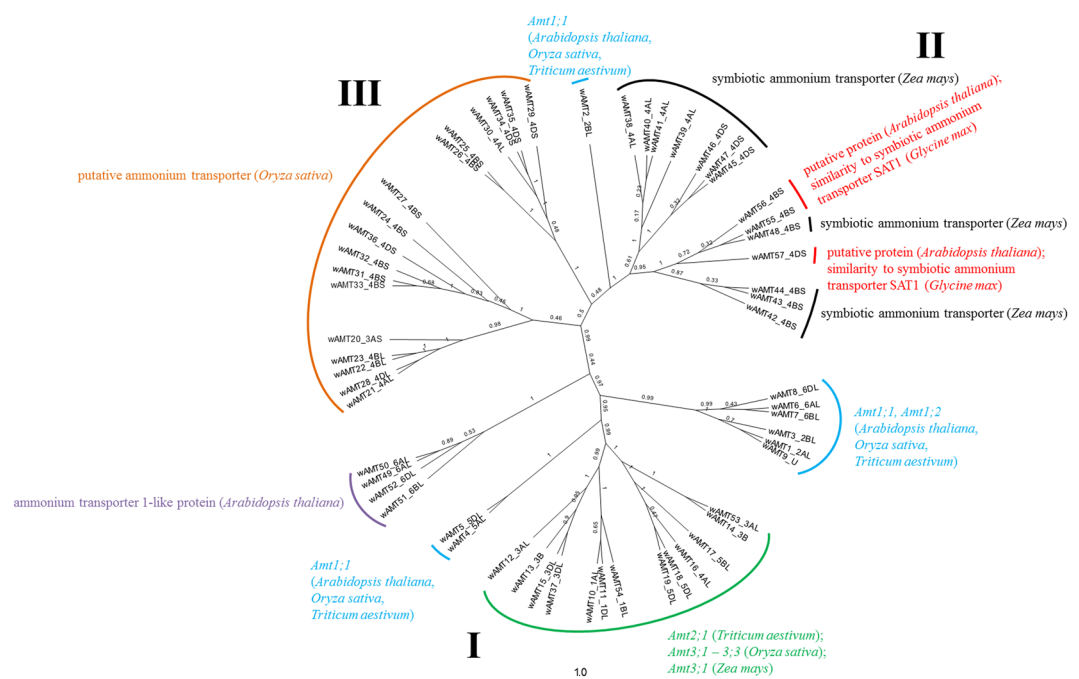 Amt1;1
(Arabidopsis thaliana,
Oryza sativa,
Triticum aestivum)
II
symbiotic ammonium transporter (Zea mays)
III
putative protein (Arabidopsis thaliana);
similarity to symbiotic ammonium
transporter SAT1 (Glycine max)
symbiotic ammonium transporter (Zea mays)
putative protein (Arabidopsis thaliana);
similarity to symbiotic ammonium
transporter SAT1 (Glycine max)
symbiotic ammonium transporter (Zea mays)
putative ammonium transporter (Oryza sativa)
wAMT29_4DS
wAMT35_4DS
wAMT34_4DS
wAMT30_4AL
wAMT25_4BS
wAMT26_4BS
wAMT27_4BS
wAMT24_4BS
wAMT36_4DS
wAMT32_4BS
wAMT31_4BS
wAMT33_4BS
wAMT20_3AS
wAMT23_4BL
wAMT22_4BL
wAMT28_4DL
wAMT21_4AL
wAMT2_2BL
wAMT38_4AL
wAMT40_4AL
wAMT41_4AL
wAMT39_4AL
wAMT46_4DS
wAMT47_4DS
wAMT45_4DS
wAMT56_4BS
wAMT55_4BS
wAMT48_4BS
wAMT57_4DS
wAMT44_4BS
wAMT43_4BS
wAMT42_4BS
wAMT8_6DL
wAMT6_6AL
wAMT7_6BL
wAMT3_2BL
wAMT1_2AL
wAMT9_U
Amt1;1, Amt1;2
(Arabidopsis thaliana,
Oryza sativa,
Triticum aestivum)
wAMT50_6AL
wAMT49_6AL
wAMT52_6DL
wAMT51_6BL
ammonium transporter 1-like protein (Arabidopsis thaliana)
wAMT5_5DL
wAMT4_5AL
Amt1;1
(Arabidopsis thaliana,
Oryza sativa,
Triticum aestivum)
wAMT12_3AL
wAMT13_3B
wAMT15_3DL
wAMT37_3DL
wAMT10_1AL
wAMT11_1DL
wAMT54_1BL
wAMT19_5DL
wAMT18_5DL
wAMT16_4AL
wAMT17_5BL
wAMT14_3B
wAMT53_3AL
I
Amt2;1 (Triticum aestivum);
Amt3;1 – 3;3 (Oryza sativa);
Amt3;1 (Zea mays)
1.0